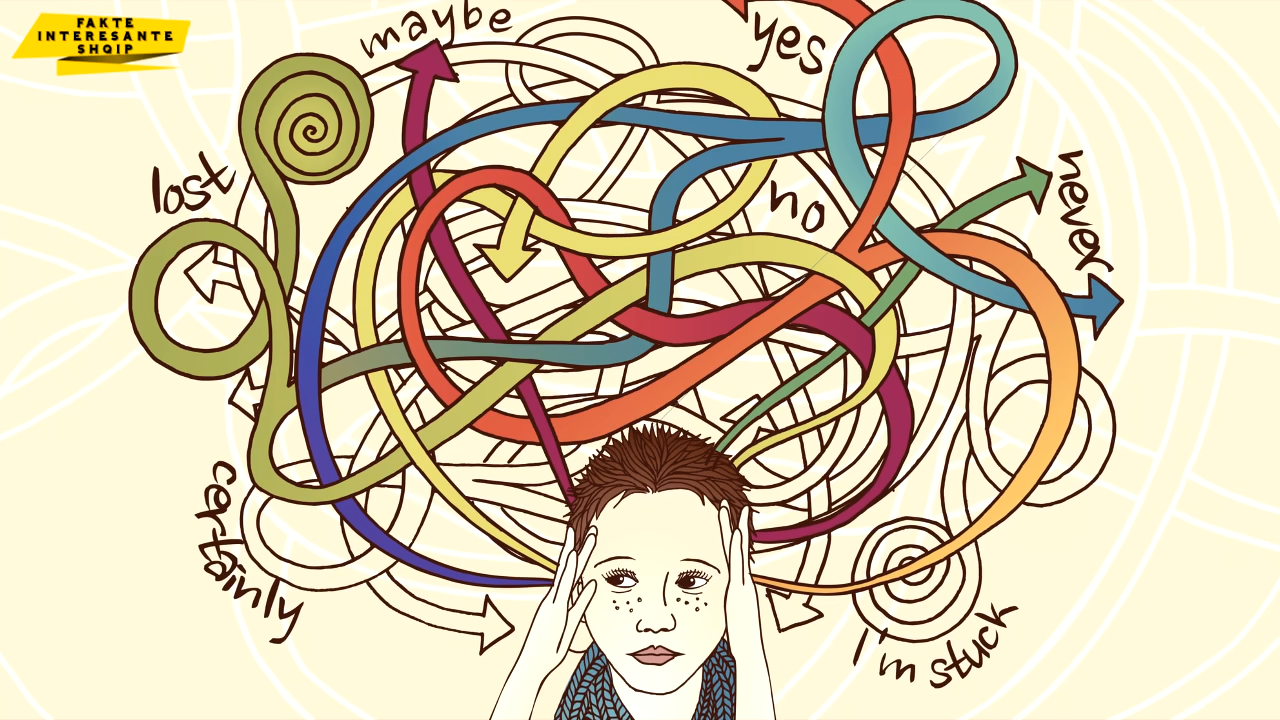 FAKTE
INTERESANTE
SHQIP
maybe
yes
lost
no
never
certainly
I'm stuck